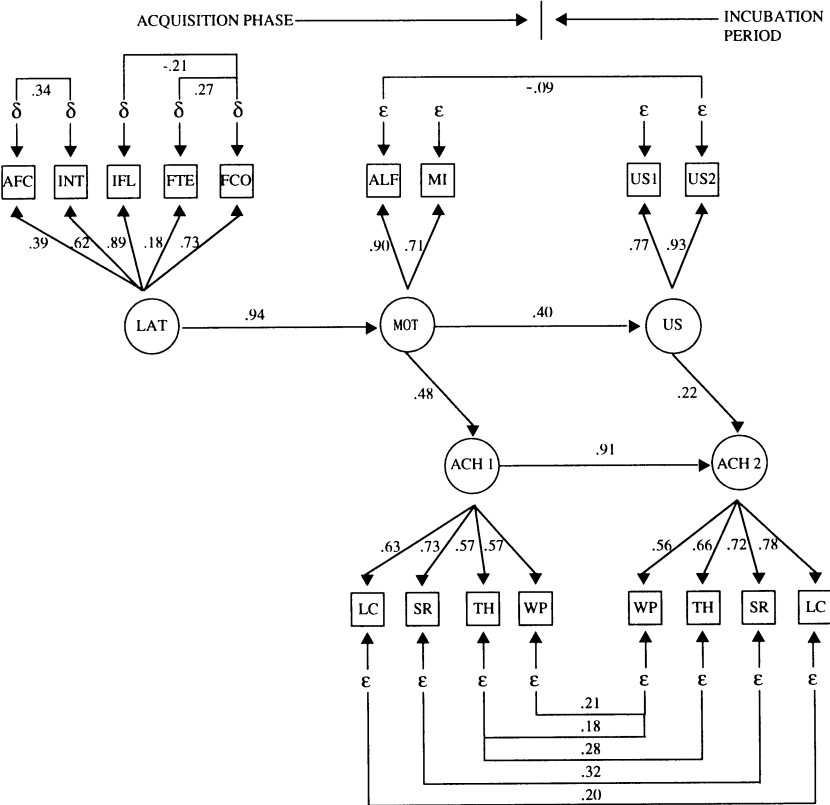 ACQUISITION PHASE
INCUBATION
PERIOD
-.21
.34 .27 -.09
δ δ δ δ δ ε ε ε ε
AFC INT IFL FTE FCO ALF MI US1 US2
.39 .62 .89 .18 .73 .90 .71 .77 .93
LAT .94 MOT .40 US
.48 .22
ACH 1 .91 ACH 2
.63 .73 .57 .57 .56 .66 .72 .78
LC SR TH WP WP TH SR LC
ε ε ε ε ε ε ε ε
.21
.18
.28
.32
.20